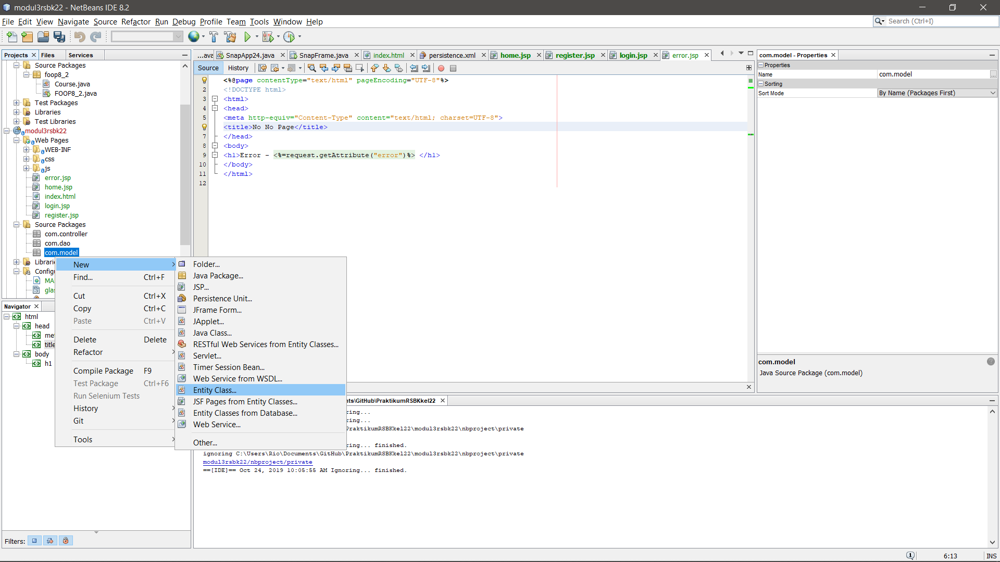 modul3rsbk22 - NetBeans IDE 8.2
File Edit View Navigate Source Refactor Run Debug Profile Team Tools Window Help
Search (Ctrl+I)
Projects Files Services
Source Packages
foop8_2
Course.java
FOOP8_2.java
Test Packages
Libraries
Test Libraries
modul3rsbk22
Web Pages
WEB-INF
css
js
error.jsp
home.jsp
index.html
login.jsp
register.jsp
Source Packages
com.controller
com.dao
com.model
Librari
Config
MA
glas
Navigator
html
head
me
title
body
h1
Filters:
New
Find... Ctrl+F
Cut Ctrl+X
Copy Ctrl+C
Paste Ctrl+V
Delete Delete
Refactor
Compile Package F9
Test Package Ctrl+F6
Run Selenium Tests
History
Git
Tools
Folder...
Java Package...
JSP...
Persistence Unit...
JFrame Form...
JApplet...
Java Class...
RESTful Web Services from Entity Classes...
Servlet...
Timer Session Bean...
Web Service from WSDL...
Entity Class...
JSF Pages from Entity Classes...
Entity Classes from Database...
Web Service...
Other...
...ava SnapApp24.java SnapFrame.java index.html persistence.xml home.jsp register.jsp login.jsp error.jsp
Source History
<%@page contentType="text/html" pageEncoding="UTF-8"%>
2 <!DOCTYPE html>
3 <html>
4 <head>
5 <meta http-equiv="Content-Type" content="text/html; charset=UTF-8">
<title>No No Page</title>
7 </head>
8 <body>
9 <h1>Error - <%=request.getAttribute("error")%> </h1>
10 </body>
11 </html>
12
nts\GitHub\PraktikumRSBKkel22
ring...
ring...
PraktikumRSBKkel22\modul3rsbk22\nbproject\private
ring... finished.
ignoring C:\Users\Rio\Documents\GitHub\PraktikumRSBKkel22\modul3rsbk22\nbproject\private
modul3rsbk22/nbproject/private
==[IDE]== Oct 24, 2019 10:05:55 AM Ignoring... finished.
com.model - Properties
Properties
Name com.model ...
Sorting
Sort Mode By Name (Packages First)
com.model
Java Source Package (com.model)
1 6:13 INS